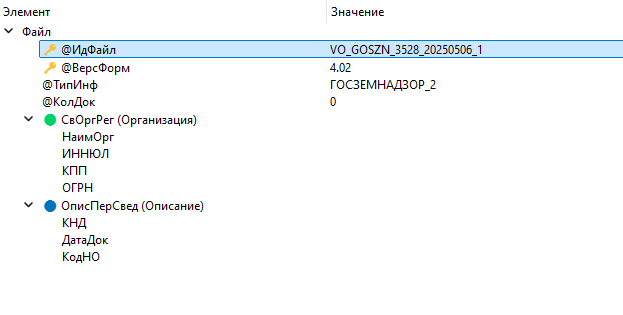 Элемент Значение
Файл
@ИдФайл VO_GOSZN_3528_20250506_1
@ВерсФорм 4.02
@ТипИнф ГОСЗЕМНАДЗОР_2
@КолДок 0
СвОргРег (Организация)
НаимОрг
ИННЮЛ
КПП
ОГРН
ОписПерСвед (Описание)
КНД
ДатаДок
КодНО